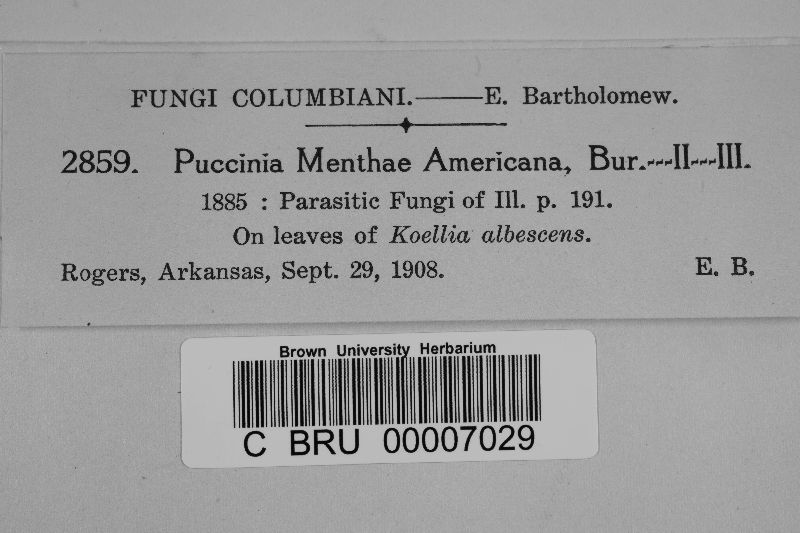 FUNGI COLUMBIANI.——E. Bartholomew.
2859. Puccinia Menthae Americana, Bur.---II---III.
1885 : Parasitic Fungi of Ill. p. 191.
On leaves of Koellia albescens.
Rogers, Arkansas, Sept. 29, 1908. E. B.
Brown University Herbarium
C BRU 00007029